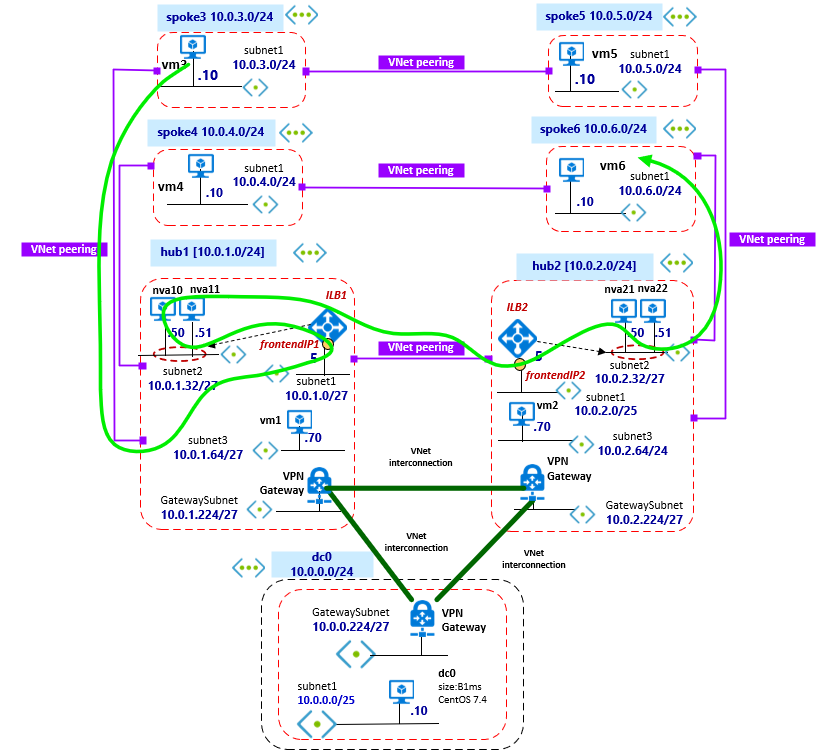 spoke3 10.0.3.0/24
spoke5 10.0.5.0/24
vm3
subnet1
10.0.3.0/24
.10
VNet peering
vm5
subnet1
10.0.5.0/24
.10
spoke4 10.0.4.0/24
spoke6 10.0.6.0/24
vm4
subnet1
10.0.4.0/24
.10
VNet peering
vm6
subnet1
10.0.6.0/24
.10
VNet peering
VNet peering
hub1 [10.0.1.0/24]
hub2 [10.0.2.0/24]
nva10
nva11
.50
.51
ILB1
frontendIP1
.5
subnet2
10.0.1.32/27
subnet1
10.0.1.0/27
VNet peering
nva21
nva22
.50
.51
ILB2
.5
frontendIP2
subnet2
10.0.2.32/27
subnet1
10.0.2.0/25
vm1
.70
subnet3
10.0.1.64/27
vm2
.70
subnet3
10.0.2.64/24
VPN
Gateway
GatewaySubnet
10.0.1.224/27
VNet
interconnection
VPN
Gateway
GatewaySubnet
10.0.2.224/27
VNet
interconnection
VNet
interconnection
dc0
10.0.0.0/24
GatewaySubnet
10.0.0.224/27
VPN
Gateway
subnet1
10.0.0.0/25
dc0
size:B1ms
CentOS 7.4
.10